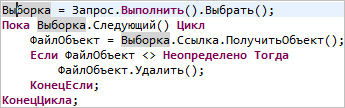 Выборка = Запрос.Выполнить().Выбрать();
Пока Выборка.Следующий() Цикл
    ФайлОбъект = Выборка.Ссылка.ПолучитьОбъект();
    Если ФайлОбъект <> Неопределено Тогда
        ФайлОбъект.Удалить();
    КонецЕсли;
КонецЦикла;